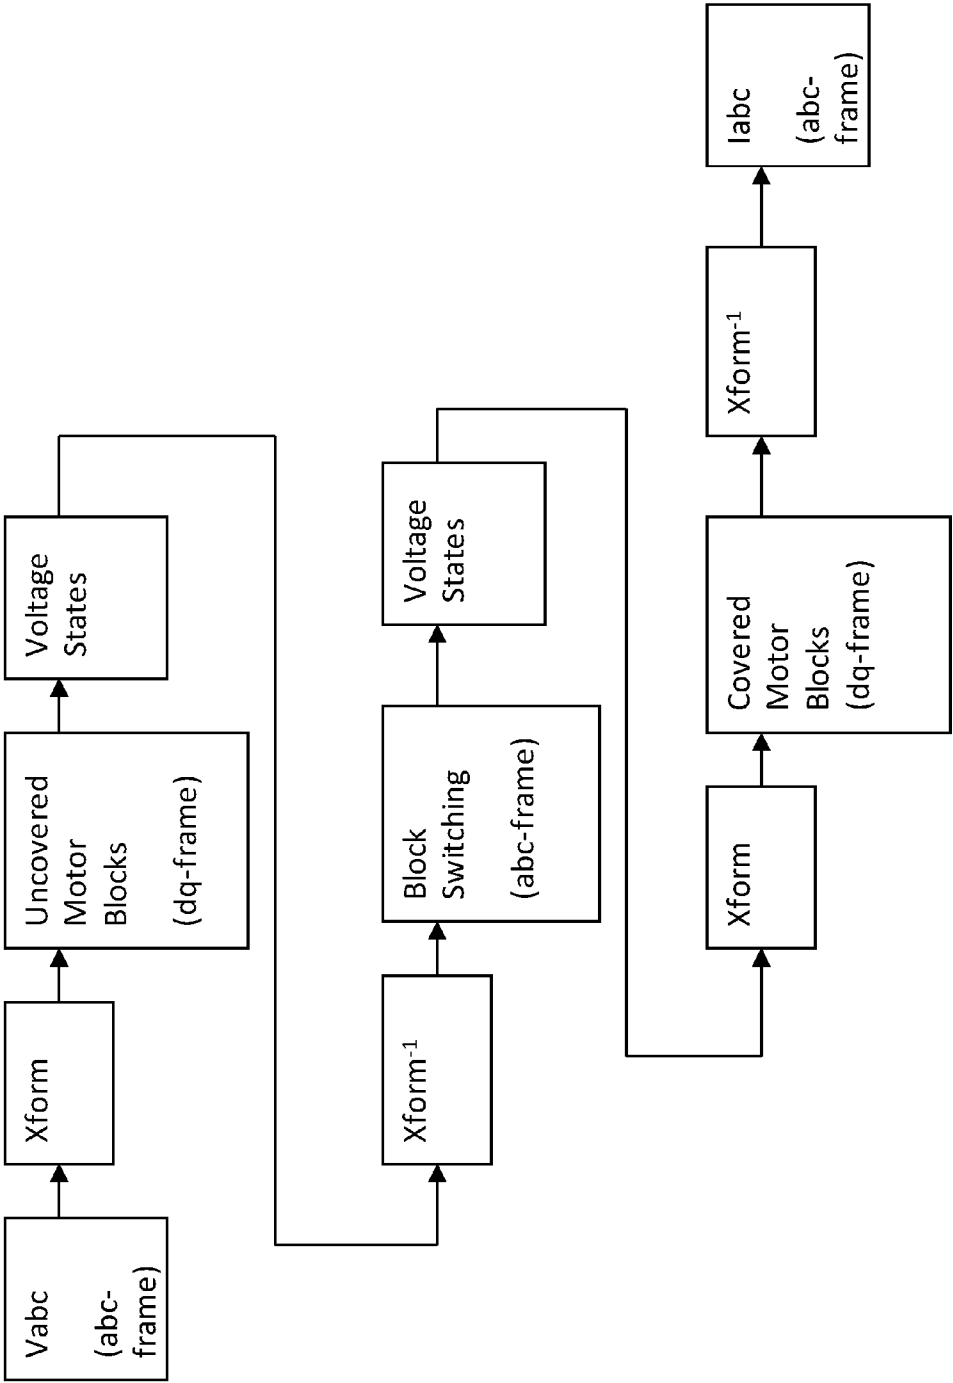 Vabc
(abc-
frame)
Xform
Uncovered
Motor
Blocks
(dq-frame)
Voltage
States
Xform⁻¹
Block
Switching
(abc-frame)
Voltage
States
Xform
Covered
Motor
Blocks
(dq-frame)
Xform⁻¹
Iabc
(abc-
frame)